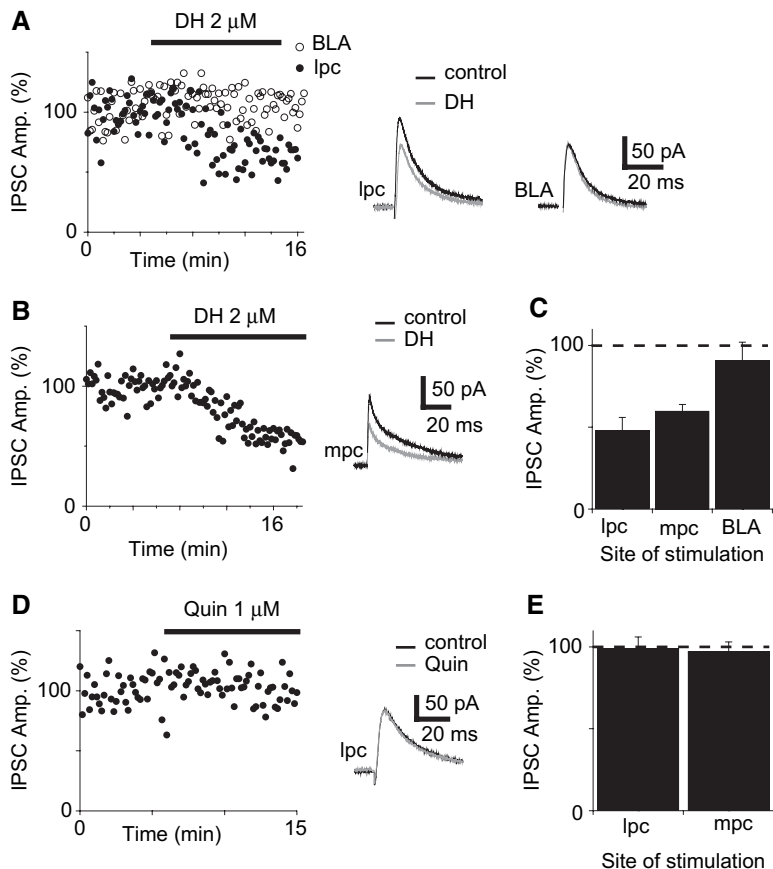 A
DH 2 μM
BLA
lpc
IPSC Amp. (%)
100
0
0
16
Time (min)
control
DH
lpc
BLA
50 pA
20 ms
B
DH 2 μM
IPSC Amp. (%)
100
0
0
16
Time (min)
control
DH
50 pA
20 ms
mpc
C
IPSC Amp. (%)
100
0
lpc
mpc
BLA
Site of stimulation
D
Quin 1 μM
IPSC Amp. (%)
100
0
0
15
Time (min)
control
Quin
50 pA
20 ms
lpc
E
IPSC Amp. (%)
100
0
lpc
mpc
Site of stimulation